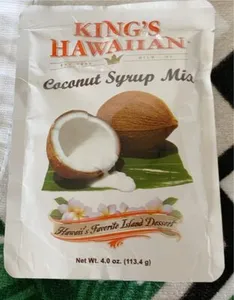 KING'S
HAWAIIAN
Coconut Syrup Mix
Hawaii's Favorite Island Dessert
Net Wt. 4.0 oz. (113.4 g)